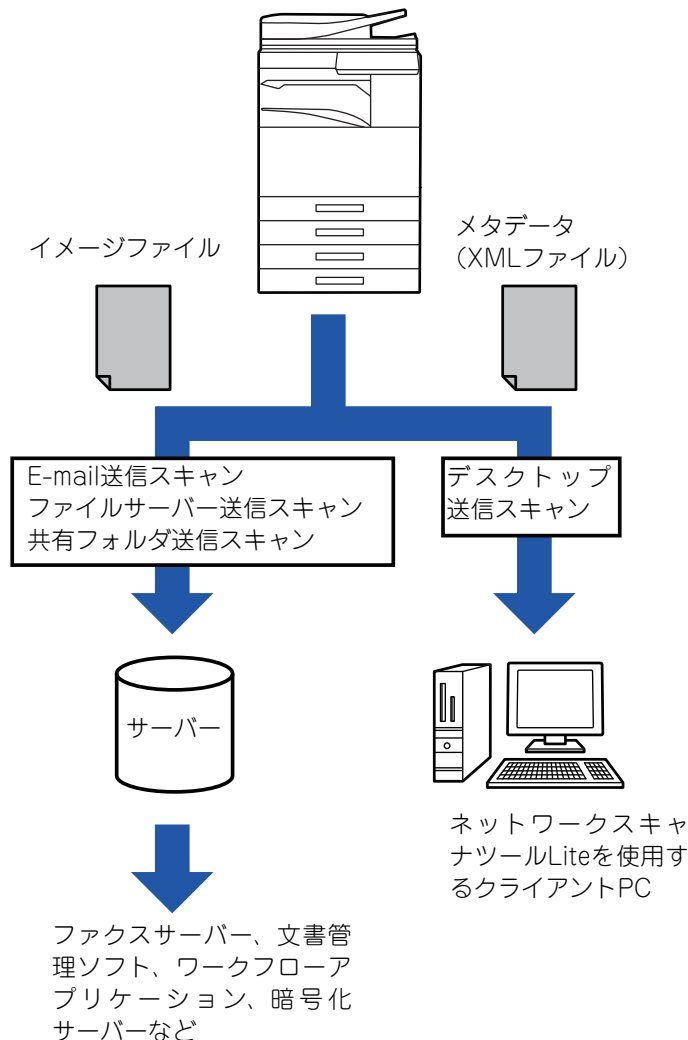 イメージファイル
メタデータ
（XMLファイル）
E-mail送信スキャン
ファイルサーバー送信スキャン
共有フォルダ送信スキャン
デスクトップ
送信スキャン
サーバー
ネットワークスキャ
ナツールLiteを使用す
るクライアントPC
ファクスサーバー、文書管
理ソフト、ワークフローア
プリケーション、暗号化
サーバーなど